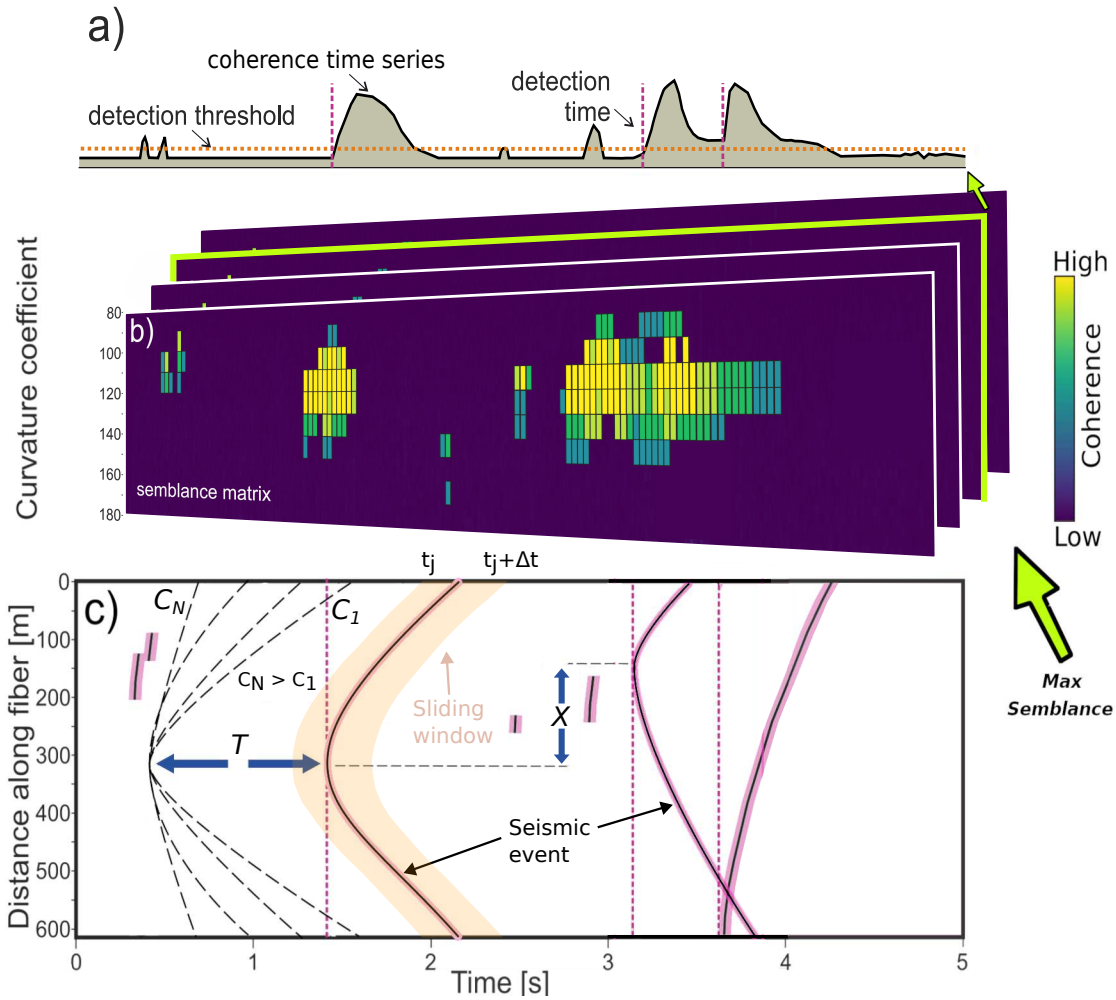 a)
coherence time series
detection
time
detection threshold
Curvature coefficient
80
100
120
140
160
180
b)
semblance matrix
High
Coherence
Low
Max
Semblance
tj
tj+Δt
c)
Distance along fiber [m]
0
100
200
300
400
500
600
CN
C1
CN > C1
T
Sliding
window
X
Seismic
event
0
1
2
3
4
5
Time [s]